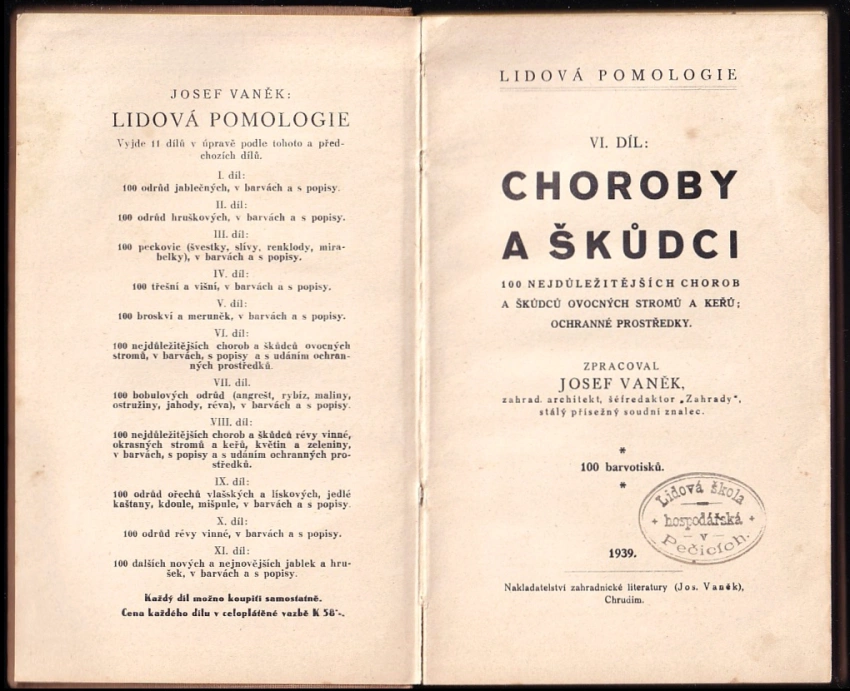 JOSEF VANĚK:
LIDOVÁ POMOLOGIE
Vyjde 11 dílů v úpravě podle tohoto a před-
chozích dílů.
I. díl:
100 odrůd jablečných, v barvách a s popisy.
II. díl:
100 odrůd hruškových, v barvách a s popisy.
III. díl:
100 peckovic (švestky, slívy, renklody, mira-
belky), v barvách a s popisy.
IV. díl:
100 třešní a višní, v barvách a s popisy.
V. díl:
100 broskví a meruněk, v barvách a s popisy.
VI. díl:
100 nejdůležitějších chorob a škůdců ovocných
stromů, v barvách, s popisy a s udáním ochran-
ných prostředků.
VII. díl.
100 bobulových odrůd (angrešt, rybíz, maliny,
ostružiny, jahody, réva), v barvách a s popisy.
VIII. díl:
100 nejdůležitějších chorob a škůdců révy vinné,
okrasných stromů a keřů, květin a zeleniny,
v barvách, s popisy a s udáním ochranných pro-
středků.
IX. díl:
100 odrůd ořechů vlašských a lískových, jedlé
kaštany, kdoule, mišpule, v barvách a s popisy.
X. díl:
100 odrůd révy vinné, v barvách a s popisy.
XI. díl:
100 dalších nových a nejnovějších jablek a hru-
šek, v barvách a s popisy.
Každý díl možno koupiti samostatně.
Cena každého dílu v celoplátěné vazbě K 58·-.
LIDOVÁ POMOLOGIE
VI. DÍL:
CHOROBY
A ŠKŮDCI
100 NEJDŮLEŽITĚJŠÍCH CHOROB
A ŠKŮDCŮ OVOCNÝCH STROMŮ A KEŘŮ;
OCHRANNÉ PROSTŘEDKY.
ZPRACOVAL
JOSEF VANĚK,
zahrad. architekt, šéfredaktor „Zahrady",
stálý přísežný soudní znalec.
*
100 barvotisků.
*
Lidová škola
hospodářská
v
Pečicích.
1939.
Nakladatelství zahradnické literatury (Jos. Vaněk),
Chrudim.